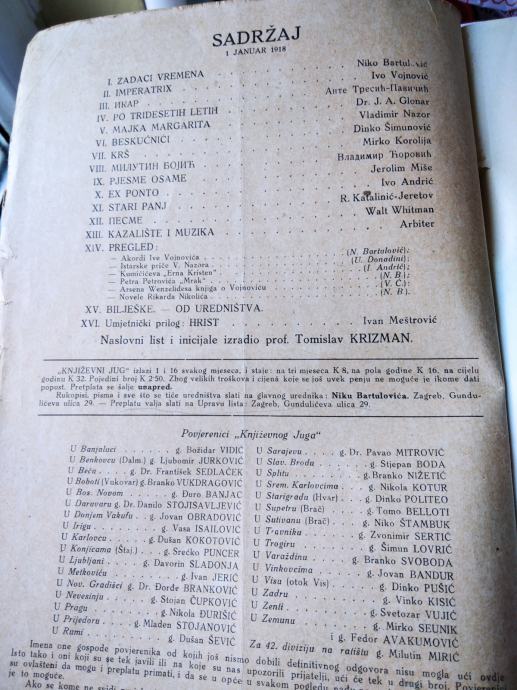 SADRŽAJ
1 JANUAR 1918
I. ZADACI VREMENA . . . Niko Bartulović
II. IMPERATRIX . . . Ivo Vojnović
III. ИКАР . . . Анте Тресић-Павичић
IV. PO TRIDESETIH LETIH . . . Dr. J. A. Glonar
V. MAJKA MARGARITA . . . Vladimir Nazor
VI. BESKUĆNICI . . . Dinko Šimunović
VII. KRŠ . . . Mirko Korolija
VIII. МИЛУТИН БОЈИЋ . . . Владимир Ћоровић
IX. PJESME OSAME . . . Jerolim Miše
X. EX PONTO . . . Ivo Andrić
XI. STARI PANJ . . . R. Katalinić-Jeretov
XII. ПЕСМЕ . . . Walt Whitman
XIII. KAZALIŠTE I MUZIKA . . . Arbiter
XIV. PREGLED:
— Akordi Ive Vojnovića . . . (N. Bartulović);
— Istarske priče V. Nazora . . . (U. Donadini);
— Kumičićeva „Erna Kristen" . . . (I. Andrić);
— Petra Petrovića „Mrak" . . . (N. B.);
— Arsena Wenzelidesa knjiga o Vojnoviću . . . (V. Č.);
— Novele Rikarda Nikolića . . . (N. B.)
XV. BILJEŠKE. — OD UREDNIŠTVA.
XVI. Umjetnički prilog: HRIST . . . Ivan Meštrović
Naslovni list i inicijale izradio prof. Tomislav KRIZMAN.
„KNJIŽEVNI JUG" izlazi 1 i 16 svakog mjeseca, i staje: na tri mjeseca K 8, na pola godine K 16, na cijelu
godinu K 32. Pojedini broj K 2·50. Zbog velikih troškova i cijena koje se još uvek penju ne moguće je ikome dati
popost. Pretplata se šalje unapred.
Rukopisi, pisma i sve što se tiče uredništva slati na glavnog urednika: Niku Bartulovića, Zagreb, Gundu-
lićeva ulica 29. — Preplatu valja slati na Upravu lista: Zagreb, Gundulićeva ulica 29.
Povjerenici „Književnog Juga"
U Banjaluci g. Božidar VIDIĆ
U Benkovcu (Dalm.) g. Ljubomir JURKOVIĆ
U Beču . g. Dr. František SEDLAČEK
U Boboti (Vukovar) g. Branko VUKDRAGOVIĆ
U Bos. Novom . g. Đuro BANJAC
U Daruvaru g. Dr. Danilo STOJISAVLJEVIĆ
U Donjem Vakufu . g. Jovan OBRADOVIĆ
U Irigu . . g. Vasa ISAILOVIĆ
U Karlovcu . g. Dušan KOKOTOVIĆ
U Konjicama (Štaj.) . g. Srećko PUNCER
U Ljubljani . g. Davorin SLADONJA
U Metkoviću . . g. Ivan JERIĆ
U Nov. Gradišci g. Dr. Đorđe BRANKOVIĆ
U Nevesinju . g. Stojan ČUPKOVIĆ
U Pragu . . g. Nikola ĐURIŠIĆ
U Prijedoru . g. Mladen STOJANOVIĆ
U Rumi . . g. Dušan ŠEVIĆ
U Sarajevu . g. Dr. Pavao MITROVIĆ
U Slav. Brodu . g. Stjepan BODA
U Splitu . g. Branko NIŽETIĆ
U Srem. Karlovcima . g. Nikola KOTUR
U Starigradu (Hvar) . g. Dinko POLITEO
U Supetru (Brač) . g. Tomo BELLOTI
U Sutivanu (Brač) . g. Niko ŠTAMBUK
U Travniku . g. Zvonimir SERTIĆ
U Trogiru . . g. Šimun LOVRIĆ
U Varaždinu . g. Branko SVOBODA
U Vinkovcima . g. Jovan BANDUR
U Visu (otok Vis) . g. Dinko PUŠIĆ
U Zadru . . g. Vinko KISIĆ
U Zenti . . g. Svetozar VUJIĆ
U Zemunu . g. Mirko SEUNIK
i g. Fedor AVAKUMOVIĆ
Za 42. diviziju na ratištu g. Milutin MIRIĆ
Imena one gospode povjerenika od kojih još nismo dobili definitivnog odgovora nisu mogla ući ovdje
Isto tako i oni koji su se tek javili ili na koje su nas upozorili prijatelji, ući će tek u drugi broj. Povjerenici
su ovlašteni da mogu i preplatu primati, i da se u opće u svakom pogledu
je to moguće.